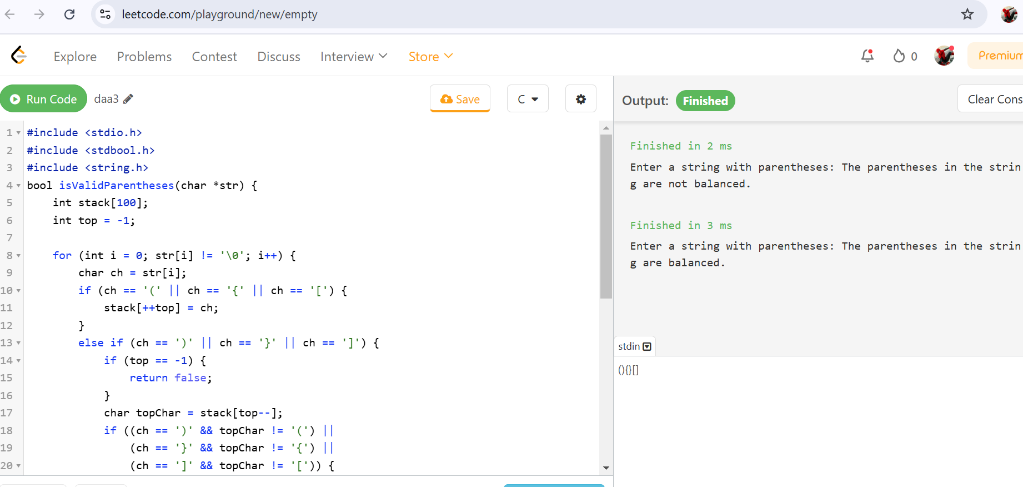 leetcode.com/playground/new/empty
Explore Problems Contest Discuss Interview Store 0 Premium
Run Code daa3 Save C Output: Finished Clear Cons
1 #include <stdio.h>
2 #include <stdbool.h>
3 #include <string.h>
4 bool isValidParentheses(char *str) {
5 int stack[100];
6 int top = -1;
7
8 for (int i = 0; str[i] != '\0'; i++) {
9 char ch = str[i];
10 if (ch == '(' || ch == '{' || ch == '[') {
11 stack[++top] = ch;
12 }
13 else if (ch == ')' || ch == '}' || ch == ']') {
14 if (top == -1) {
15 return false;
16 }
17 char topChar = stack[top--];
18 if ((ch == ')' && topChar != '(') ||
19 (ch == '}' && topChar != '{') ||
20 (ch == ']' && topChar != '[')) {
Finished in 2 ms
Enter a string with parentheses: The parentheses in the strin
g are not balanced.
Finished in 3 ms
Enter a string with parentheses: The parentheses in the strin
g are balanced.
stdin
(){}[]